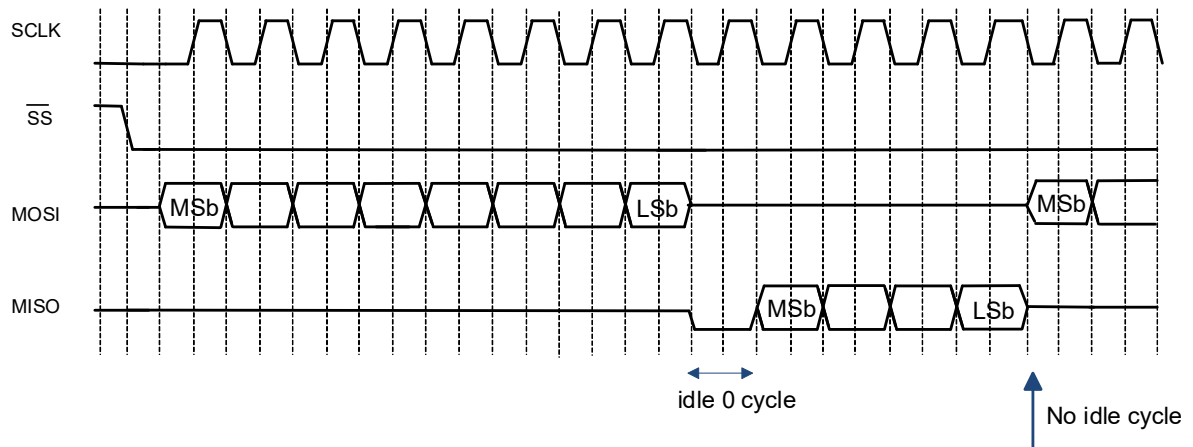 SCLK
SS
MOSI MSb LSb MSb
MISO MSb LSb
idle 0 cycle
No idle cycle